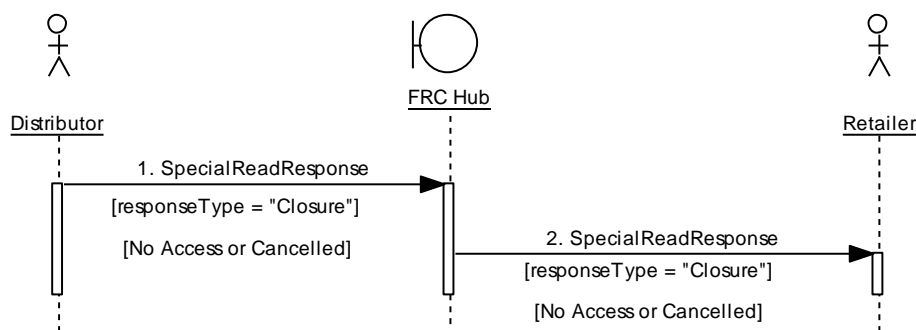 FRC Hub
Distributor
Retailer
1. SpecialReadResponse
[responseType = "Closure"]
[No Access or Cancelled]
2. SpecialReadResponse
[responseType = "Closure"]
[No Access or Cancelled]